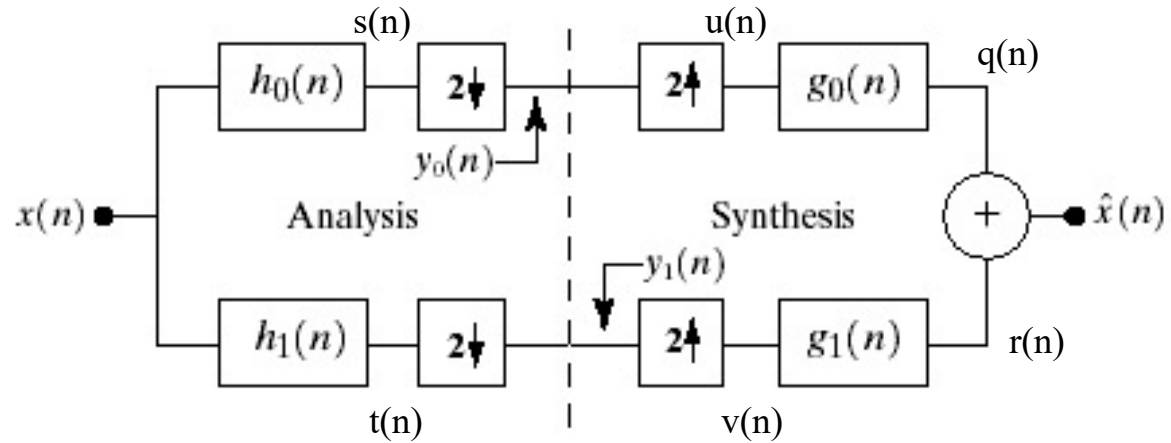 s(n) u(n)
h₀(n) 2↓ 2↑ g₀(n) q(n)
y₀(n)
x(n) Analysis Synthesis + x̂(n)
y₁(n)
h₁(n) 2↓ 2↑ g₁(n) r(n)
t(n) v(n)